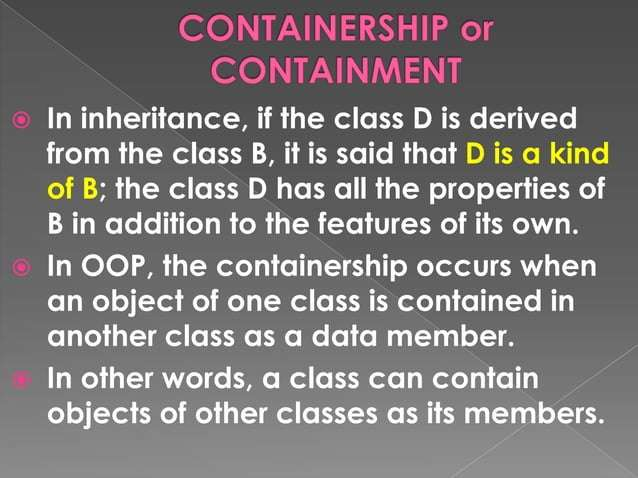 CONTAINERSHIP or
CONTAINMENT
In inheritance, if the class D is derived
from the class B, it is said that D is a kind
of B; the class D has all the properties of
B in addition to the features of its own.
In OOP, the containership occurs when
an object of one class is contained in
another class as a data member.
In other words, a class can contain
objects of other classes as its members.